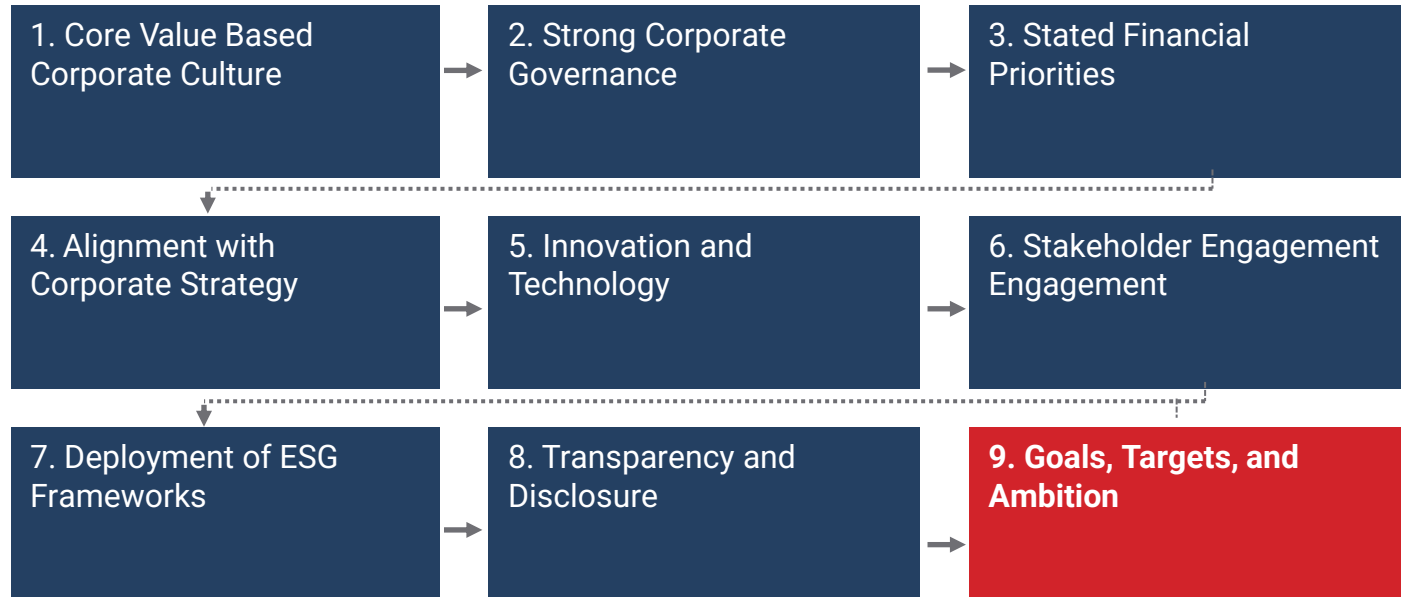 1. Core Value Based
Corporate Culture
2. Strong Corporate
Governance
3. Stated Financial
Priorities
4. Alignment with
Corporate Strategy
5. Innovation and
Technology
6. Stakeholder Engagement
Engagement
7. Deployment of ESG
Frameworks
8. Transparency and
Disclosure
9. Goals, Targets, and
Ambition